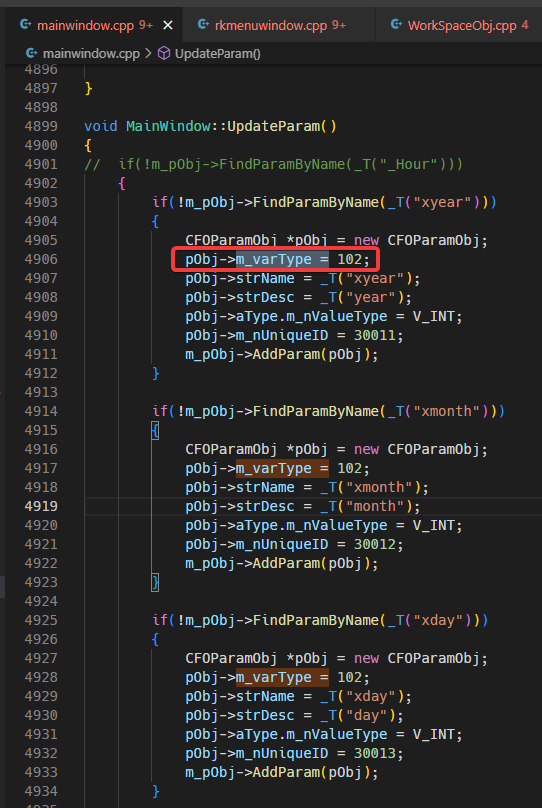 mainwindow.cpp 9+ ×
rkmenuwindow.cpp 9+
WorkSpaceObj.cpp 4
mainwindow.cpp > UpdateParam()
4896
4897 }
4898
4899 void MainWindow::UpdateParam()
4900 {
4901 //  if(!m_pObj->FindParamByName(_T("_Hour")))
4902     {
4903         if(!m_pObj->FindParamByName(_T("xyear")))
4904         {
4905             CFOParamObj *pObj = new CFOParamObj;
4906             pObj->m_varType = 102;
4907             pObj->strName = _T("xyear");
4908             pObj->strDesc = _T("year");
4909             pObj->aType.m_nValueType = V_INT;
4910             pObj->m_nUniqueID = 30011;
4911             m_pObj->AddParam(pObj);
4912         }
4913
4914         if(!m_pObj->FindParamByName(_T("xmonth")))
4915         {
4916             CFOParamObj *pObj = new CFOParamObj;
4917             pObj->m_varType = 102;
4918             pObj->strName = _T("xmonth");
4919             pObj->strDesc = _T("month");
4920             pObj->aType.m_nValueType = V_INT;
4921             pObj->m_nUniqueID = 30012;
4922             m_pObj->AddParam(pObj);
4923         }
4924
4925         if(!m_pObj->FindParamByName(_T("xday")))
4926         {
4927             CFOParamObj *pObj = new CFOParamObj;
4928             pObj->m_varType = 102;
4929             pObj->strName = _T("xday");
4930             pObj->strDesc = _T("day");
4931             pObj->aType.m_nValueType = V_INT;
4932             pObj->m_nUniqueID = 30013;
4933             m_pObj->AddParam(pObj);
4934         }